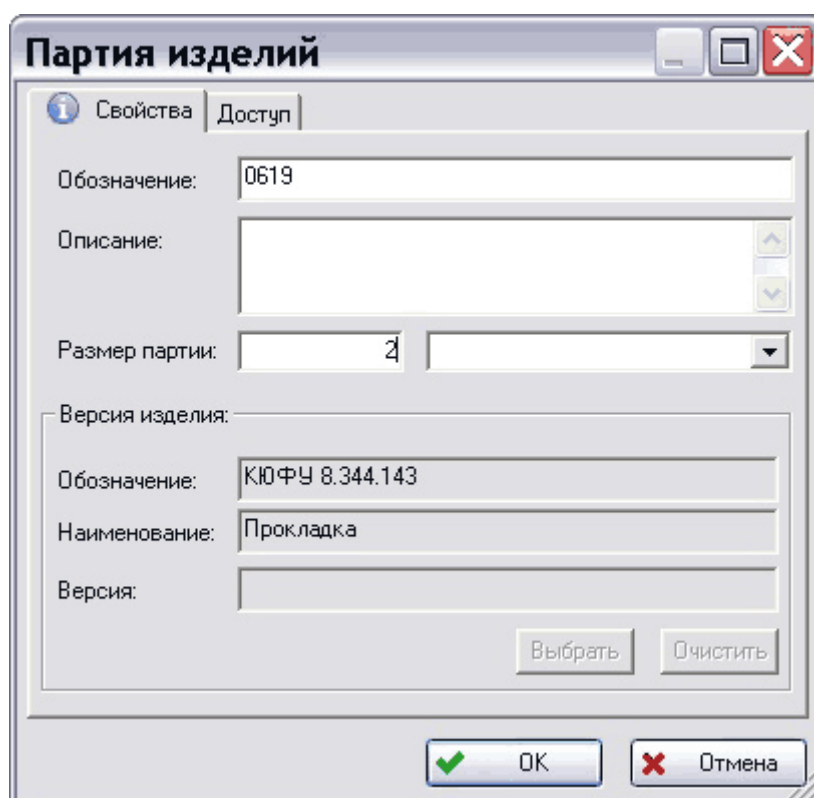 Партия изделий
Свойства Доступ
Обозначение: 0619
Описание:
Размер партии: 2
Версия изделия:
Обозначение: КЮФУ 8.344.143
Наименование: Прокладка
Версия:
Выбрать Очистить
OK Отмена